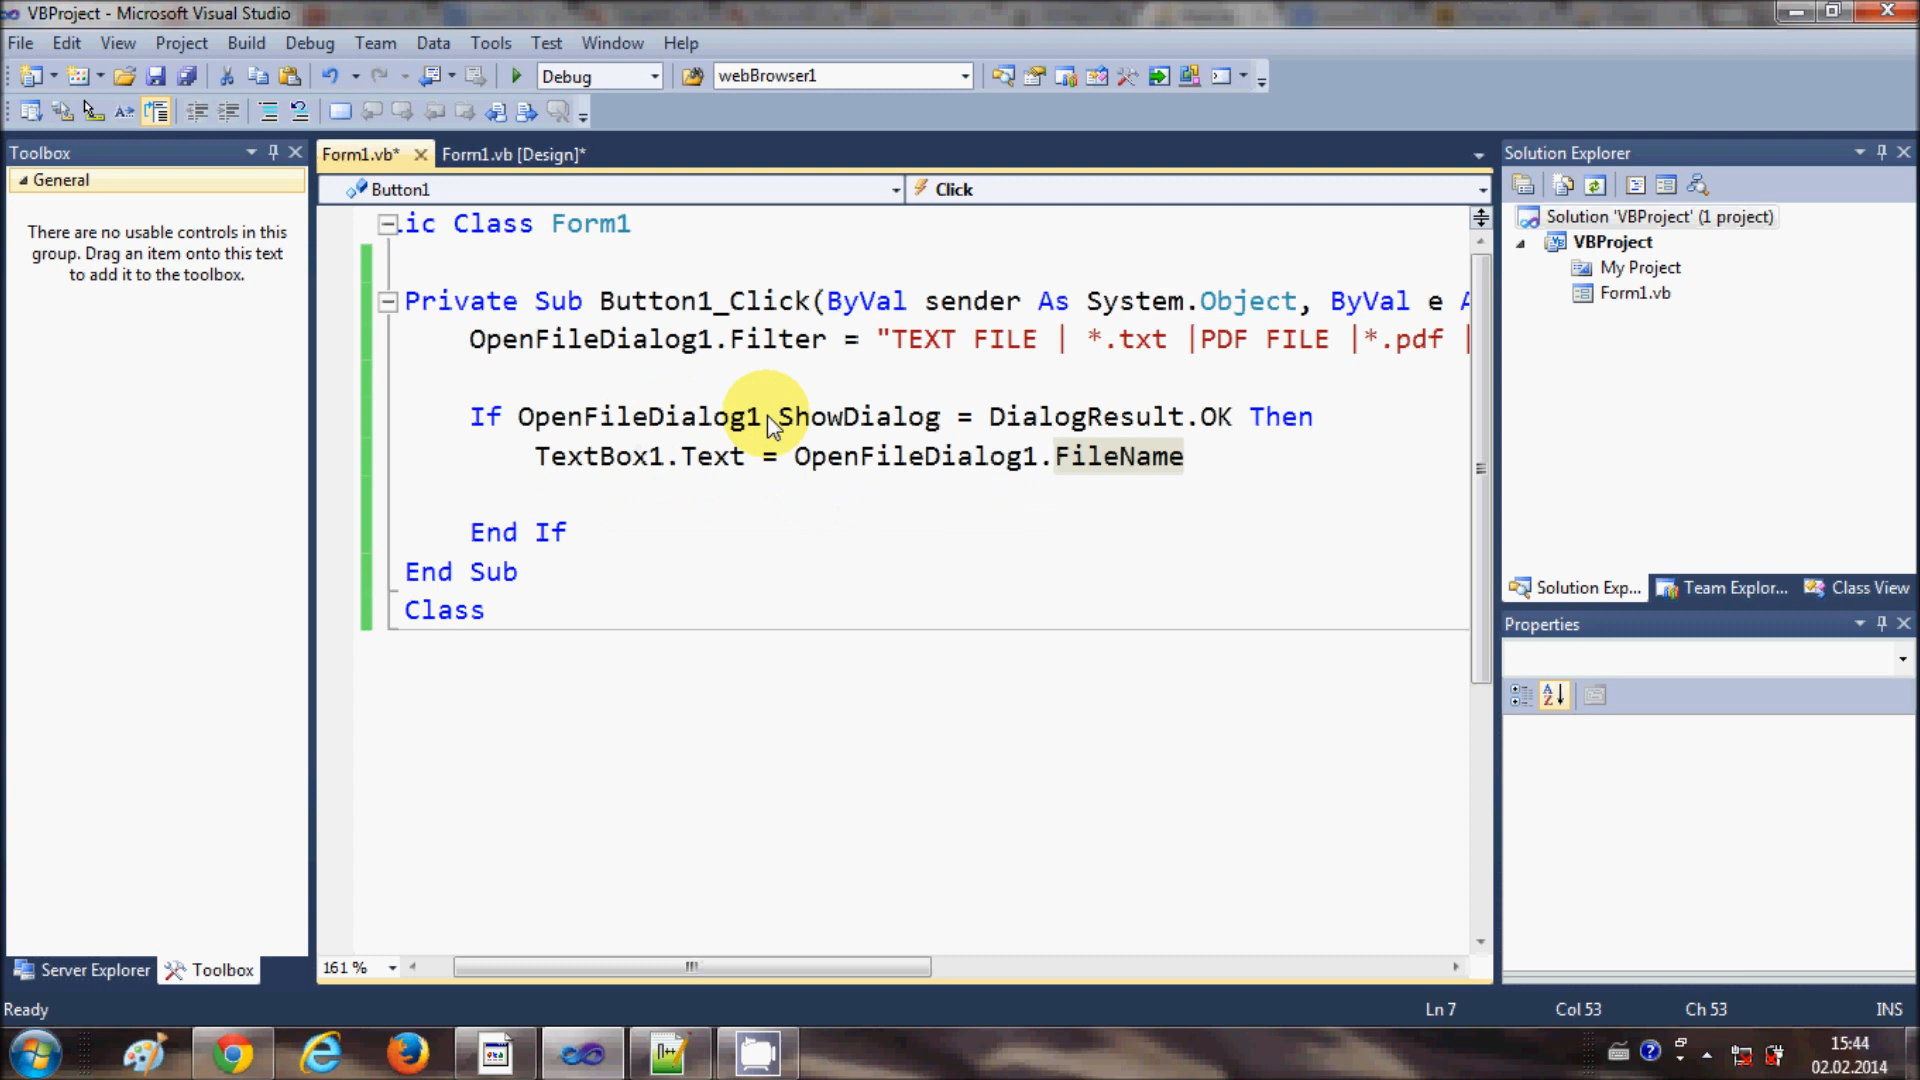 VBProject - Microsoft Visual Studio
File Edit View Project Build Debug Team Data Tools Test Window Help
Debug webBrowser1
Toolbox
General
There are no usable controls in this
group. Drag an item onto this text
to add it to the toolbox.
Server Explorer Toolbox
Form1.vb* Form1.vb [Design]*
Button1 Click
ic Class Form1
Private Sub Button1_Click(ByVal sender As System.Object, ByVal e A
OpenFileDialog1.Filter = "TEXT FILE | *.txt |PDF FILE |*.pdf |
If OpenFileDialog1.ShowDialog = DialogResult.OK Then
TextBox1.Text = OpenFileDialog1.FileName
End If
End Sub
Class
161 %
Solution Explorer
Solution 'VBProject' (1 project)
VBProject
My Project
Form1.vb
Solution Exp... Team Explor... Class View
Properties
Ready Ln 7 Col 53 Ch 53 INS
15:44
02.02.2014